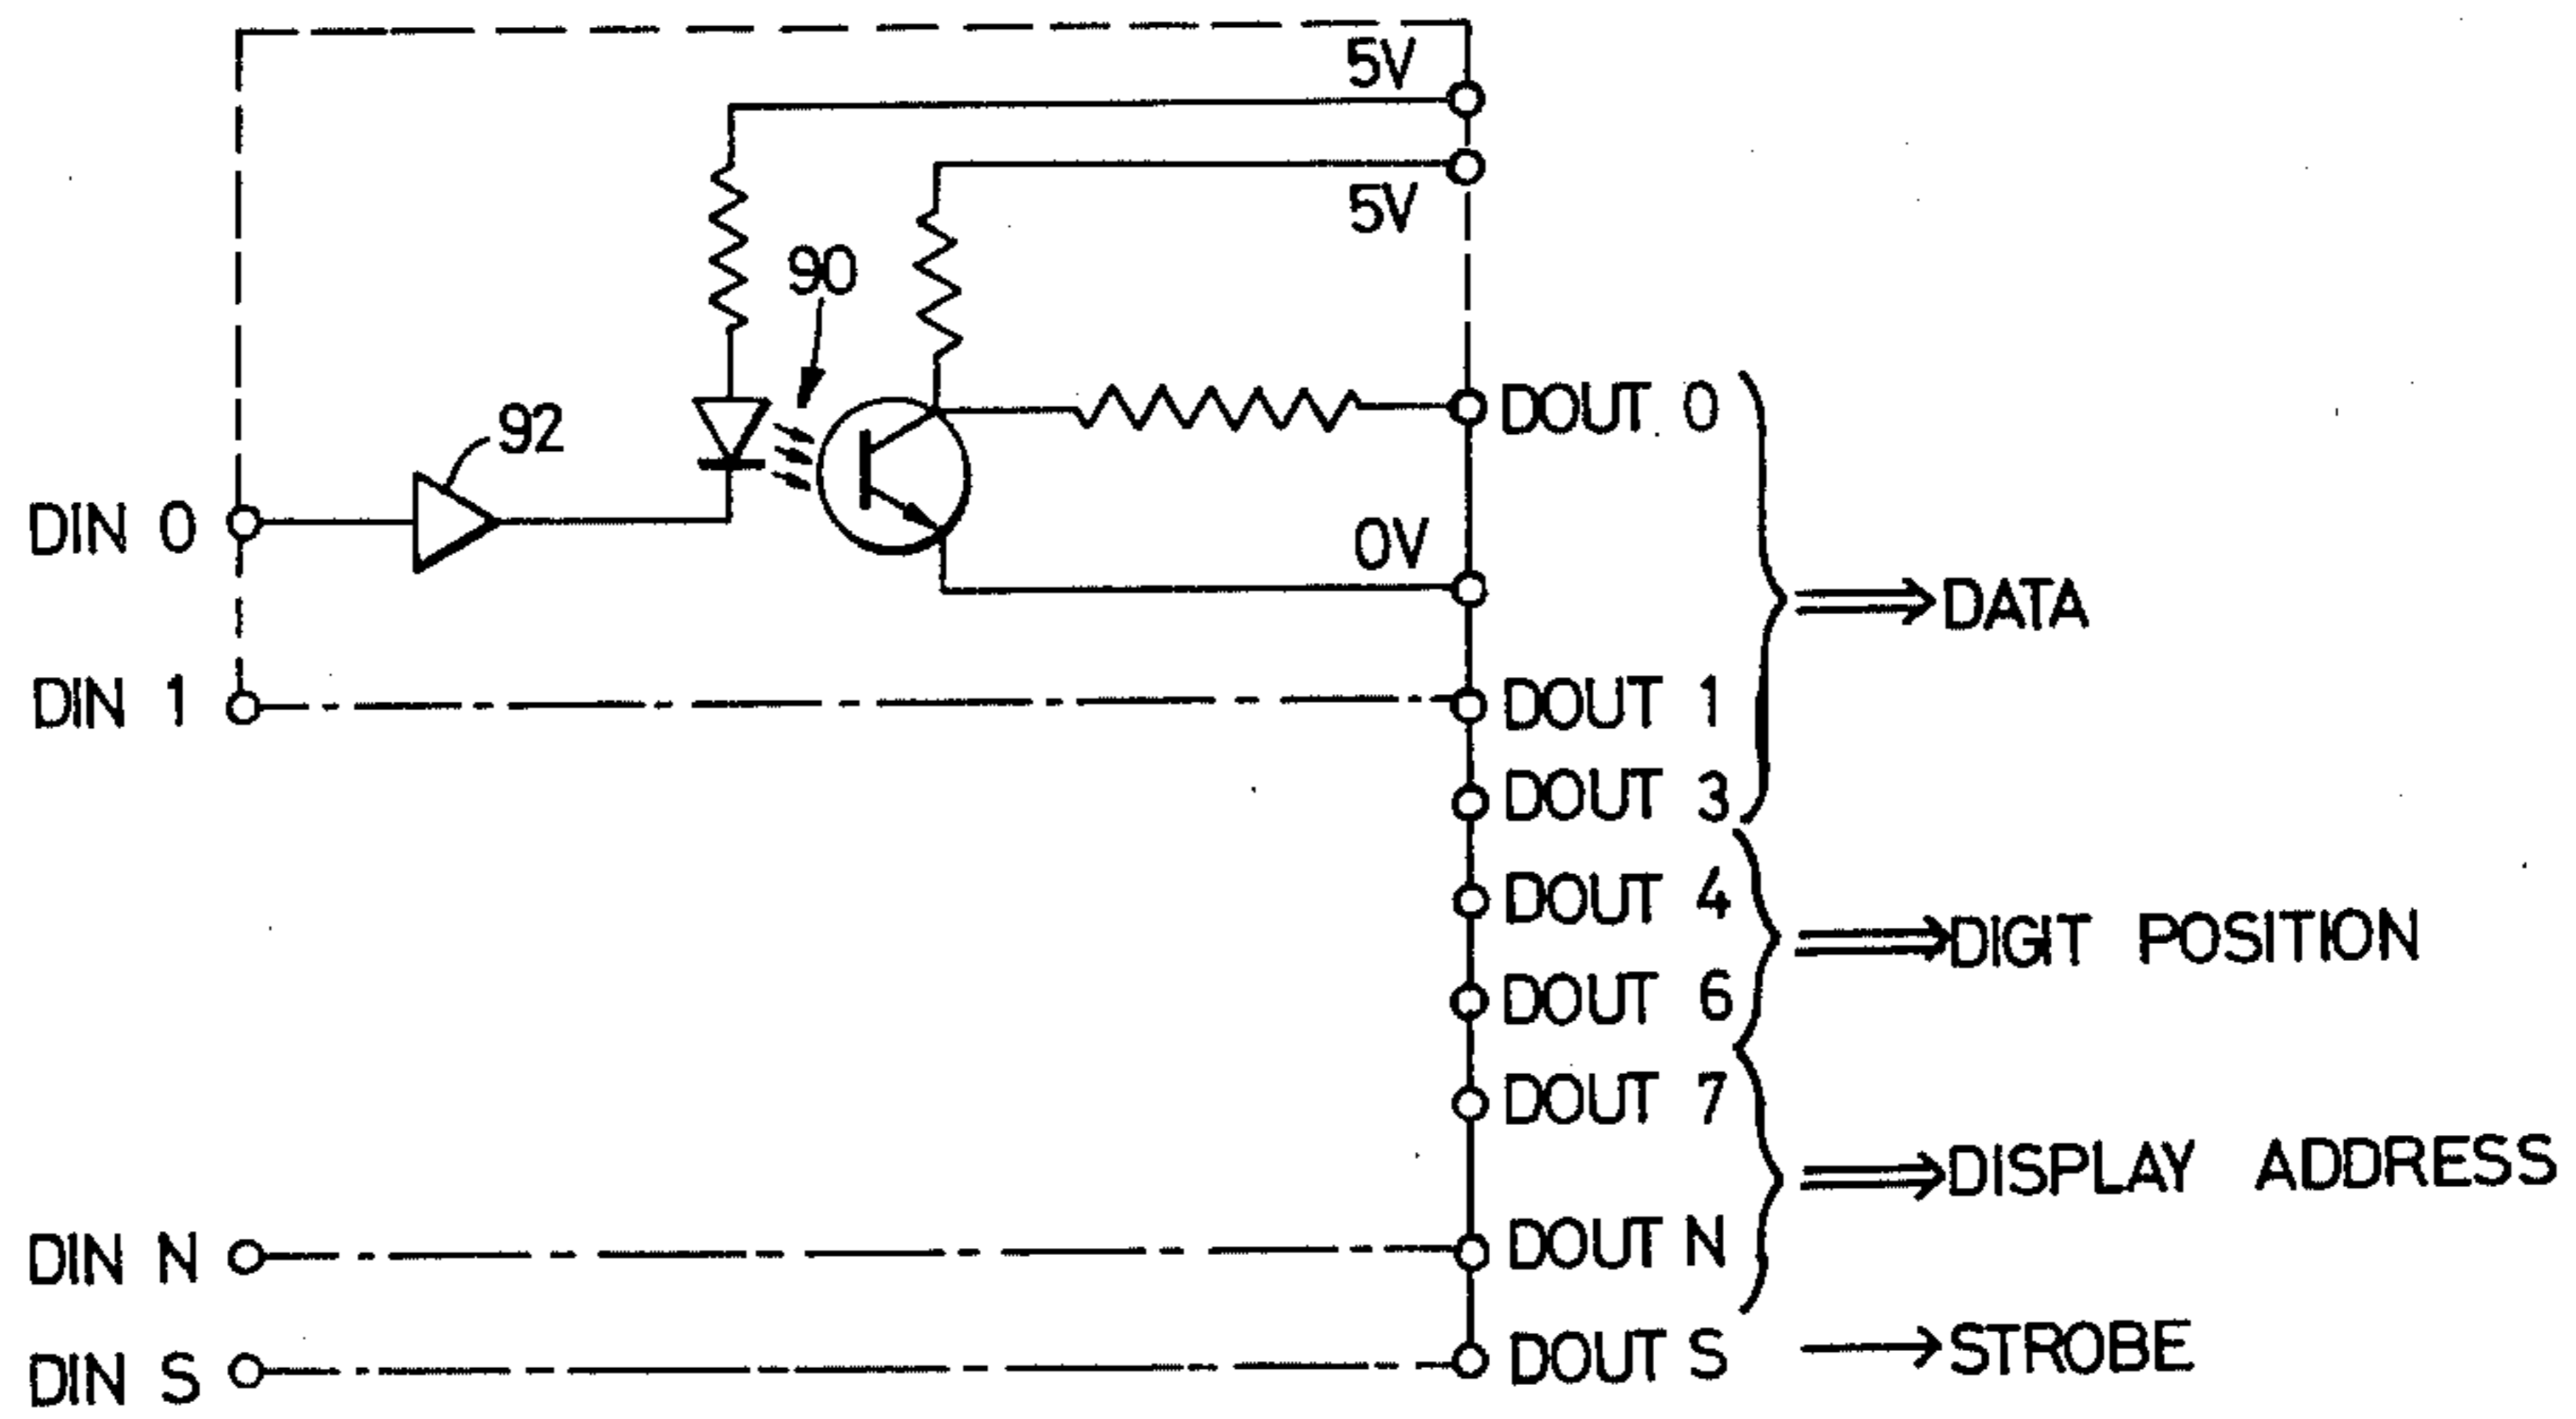 5V
5V
90
92
DOUT 0
DIN 0
0V
DATA
DIN 1
DOUT 1
DOUT 3
DOUT 4
DIGIT POSITION
DOUT 6
DOUT 7
DISPLAY ADDRESS
DIN N
DOUT N
DIN S
DOUT S
STROBE